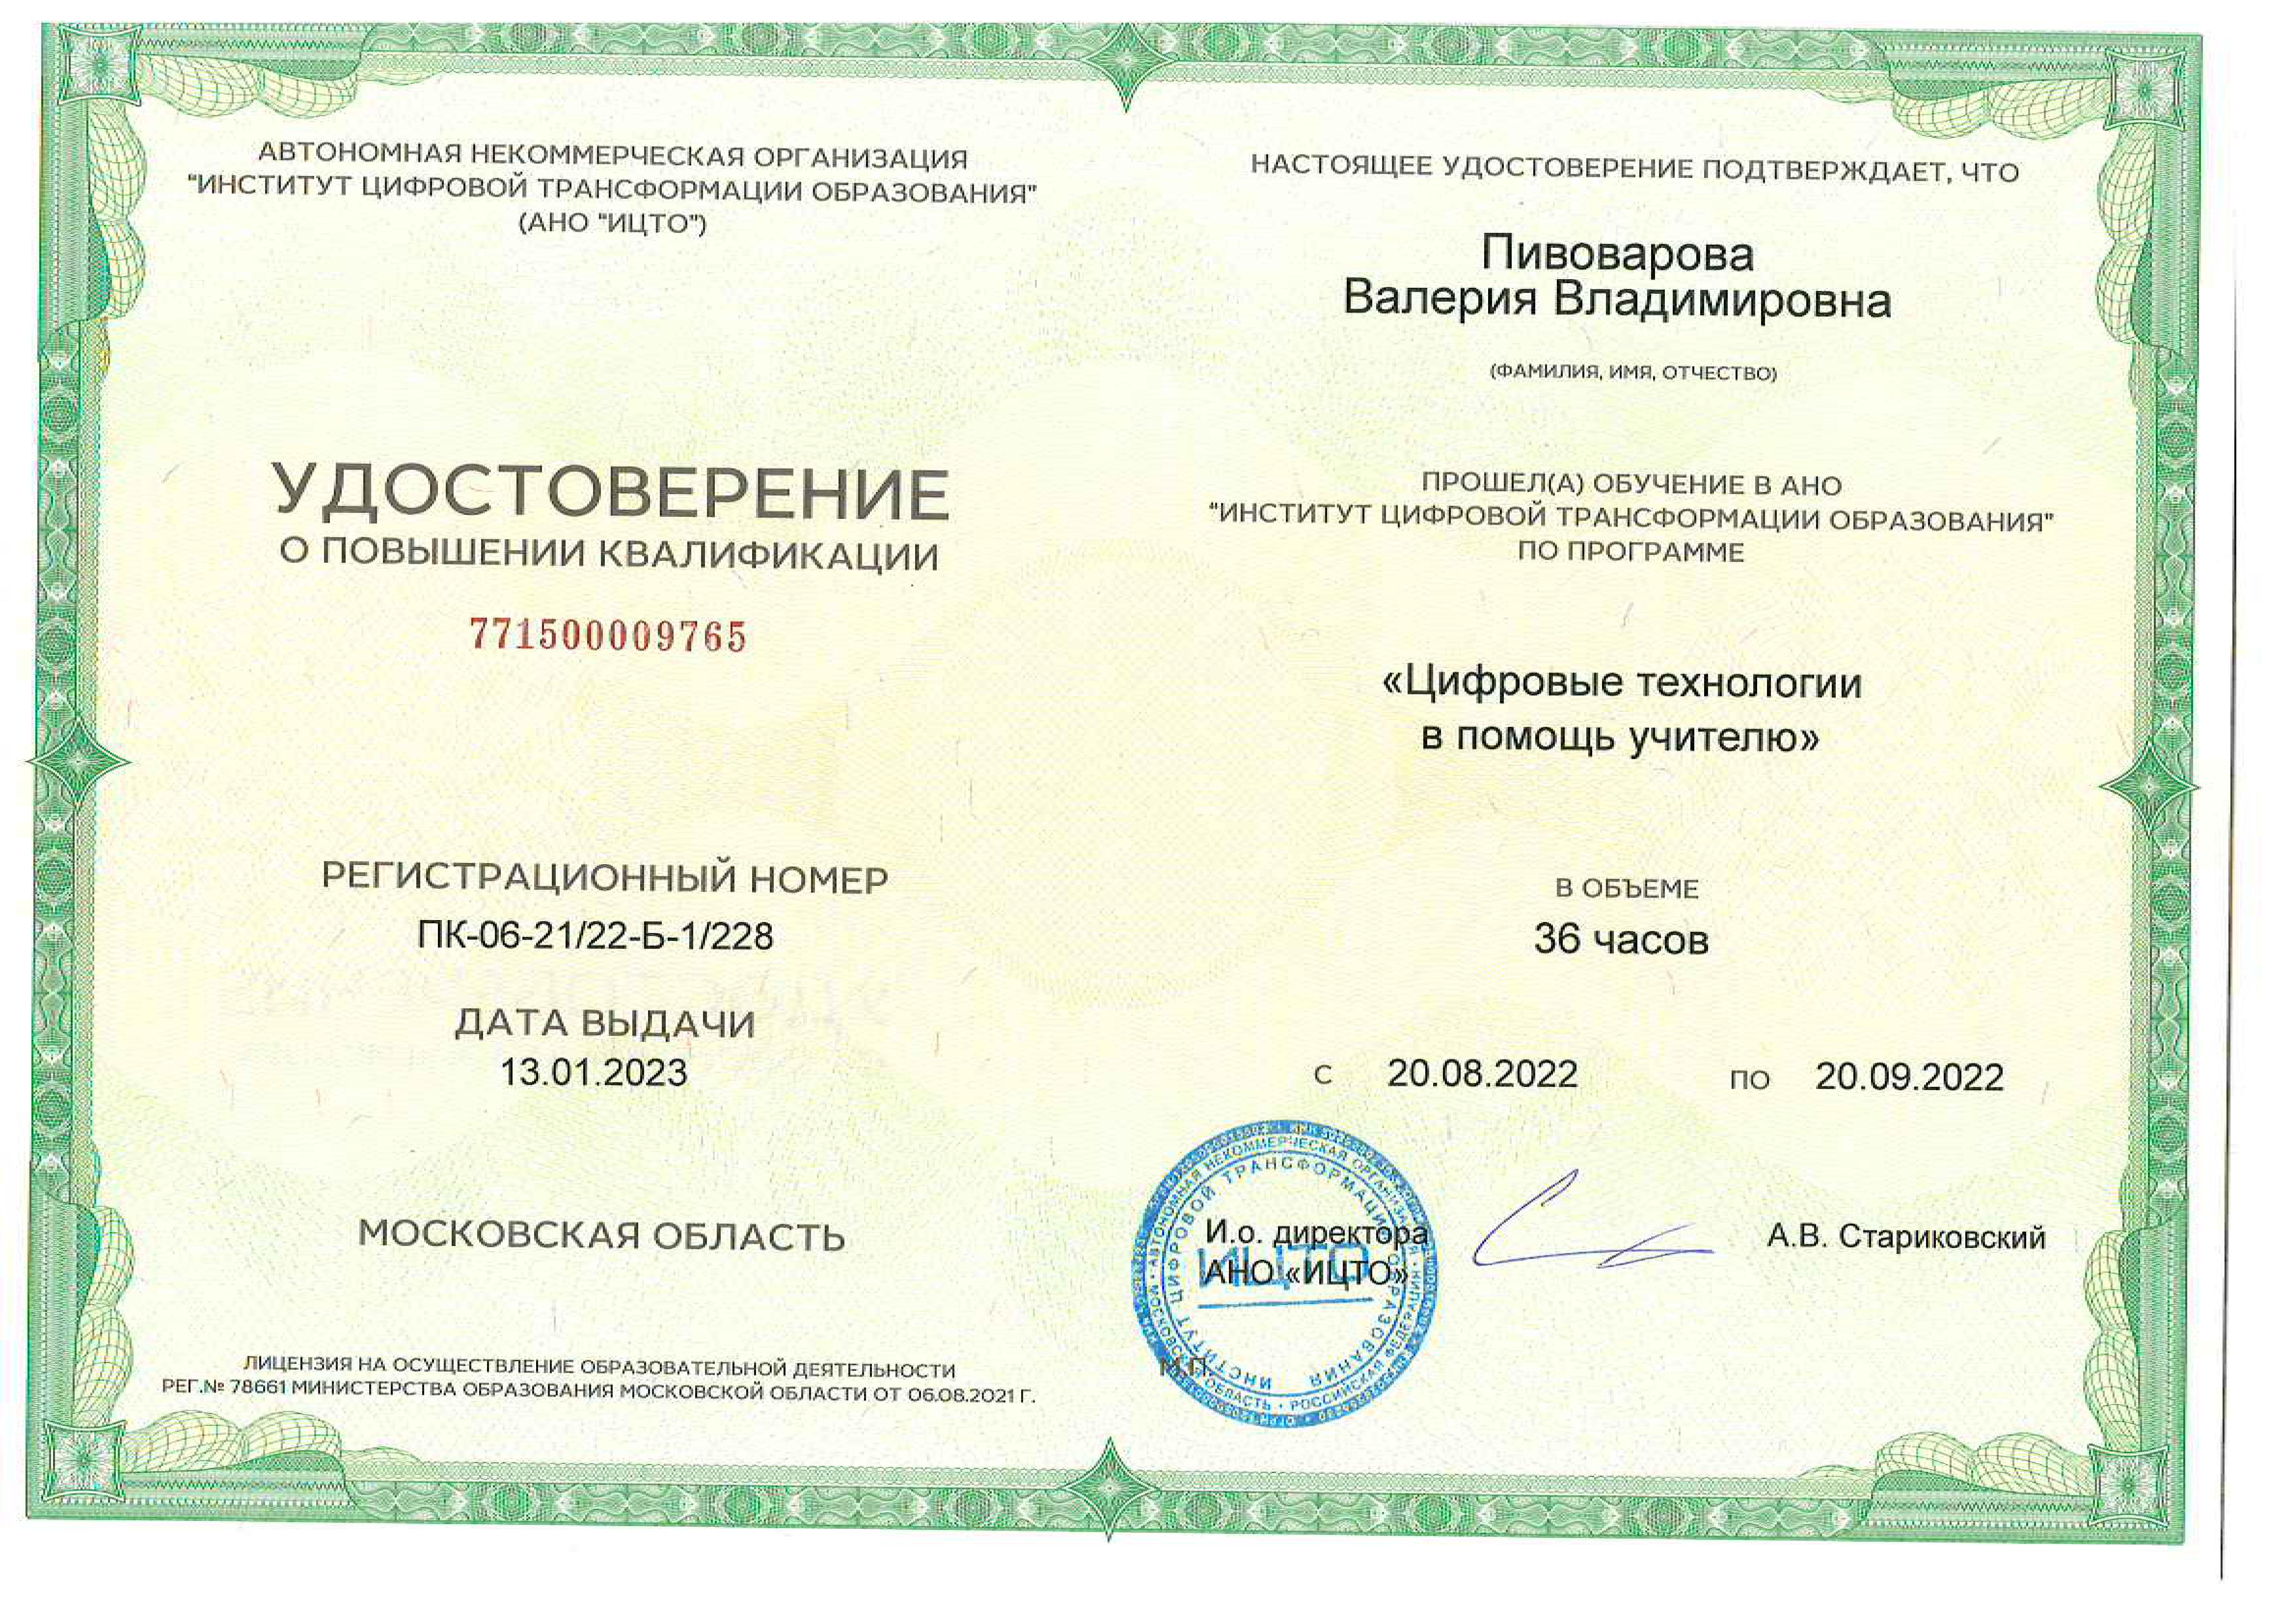 АВТОНОМНАЯ НЕКОММЕРЧЕСКАЯ ОРГАНИЗАЦИЯ
"ИНСТИТУТ ЦИФРОВОЙ ТРАНСФОРМАЦИИ ОБРАЗОВАНИЯ"
(АНО "ИЦТО")
УДОСТОВЕРЕНИЕ
О ПОВЫШЕНИИ КВАЛИФИКАЦИИ
771500009765
РЕГИСТРАЦИОННЫЙ НОМЕР
ПК-06-21/22-Б-1/228
ДАТА ВЫДАЧИ
13.01.2023
МОСКОВСКАЯ ОБЛАСТЬ
ЛИЦЕНЗИЯ НА ОСУЩЕСТВЛЕНИЕ ОБРАЗОВАТЕЛЬНОЙ ДЕЯТЕЛЬНОСТИ
РЕГ.№ 78661 МИНИСТЕРСТВА ОБРАЗОВАНИЯ МОСКОВСКОЙ ОБЛАСТИ ОТ 06.08.2021 Г.
НАСТОЯЩЕЕ УДОСТОВЕРЕНИЕ ПОДТВЕРЖДАЕТ, ЧТО
Пивоварова
Валерия Владимировна
(ФАМИЛИЯ, ИМЯ, ОТЧЕСТВО)
ПРОШЕЛ(А) ОБУЧЕНИЕ В АНО
"ИНСТИТУТ ЦИФРОВОЙ ТРАНСФОРМАЦИИ ОБРАЗОВАНИЯ"
ПО ПРОГРАММЕ
«Цифровые технологии
в помощь учителю»
В ОБЪЕМЕ
36 часов
С 20.08.2022 ПО 20.09.2022
И.о. директора
АНО «ИЦТО»
А.В. Стариковский
М.П.
ИНСТИТУТ ЦИФРОВОЙ ТРАНСФОРМАЦИИ ОБРАЗОВАНИЯ
АВТОНОМНАЯ НЕКОММЕРЧЕСКАЯ ОРГАНИЗАЦИЯ
РОССИЙСКАЯ ФЕДЕРАЦИЯ
ИЦТО